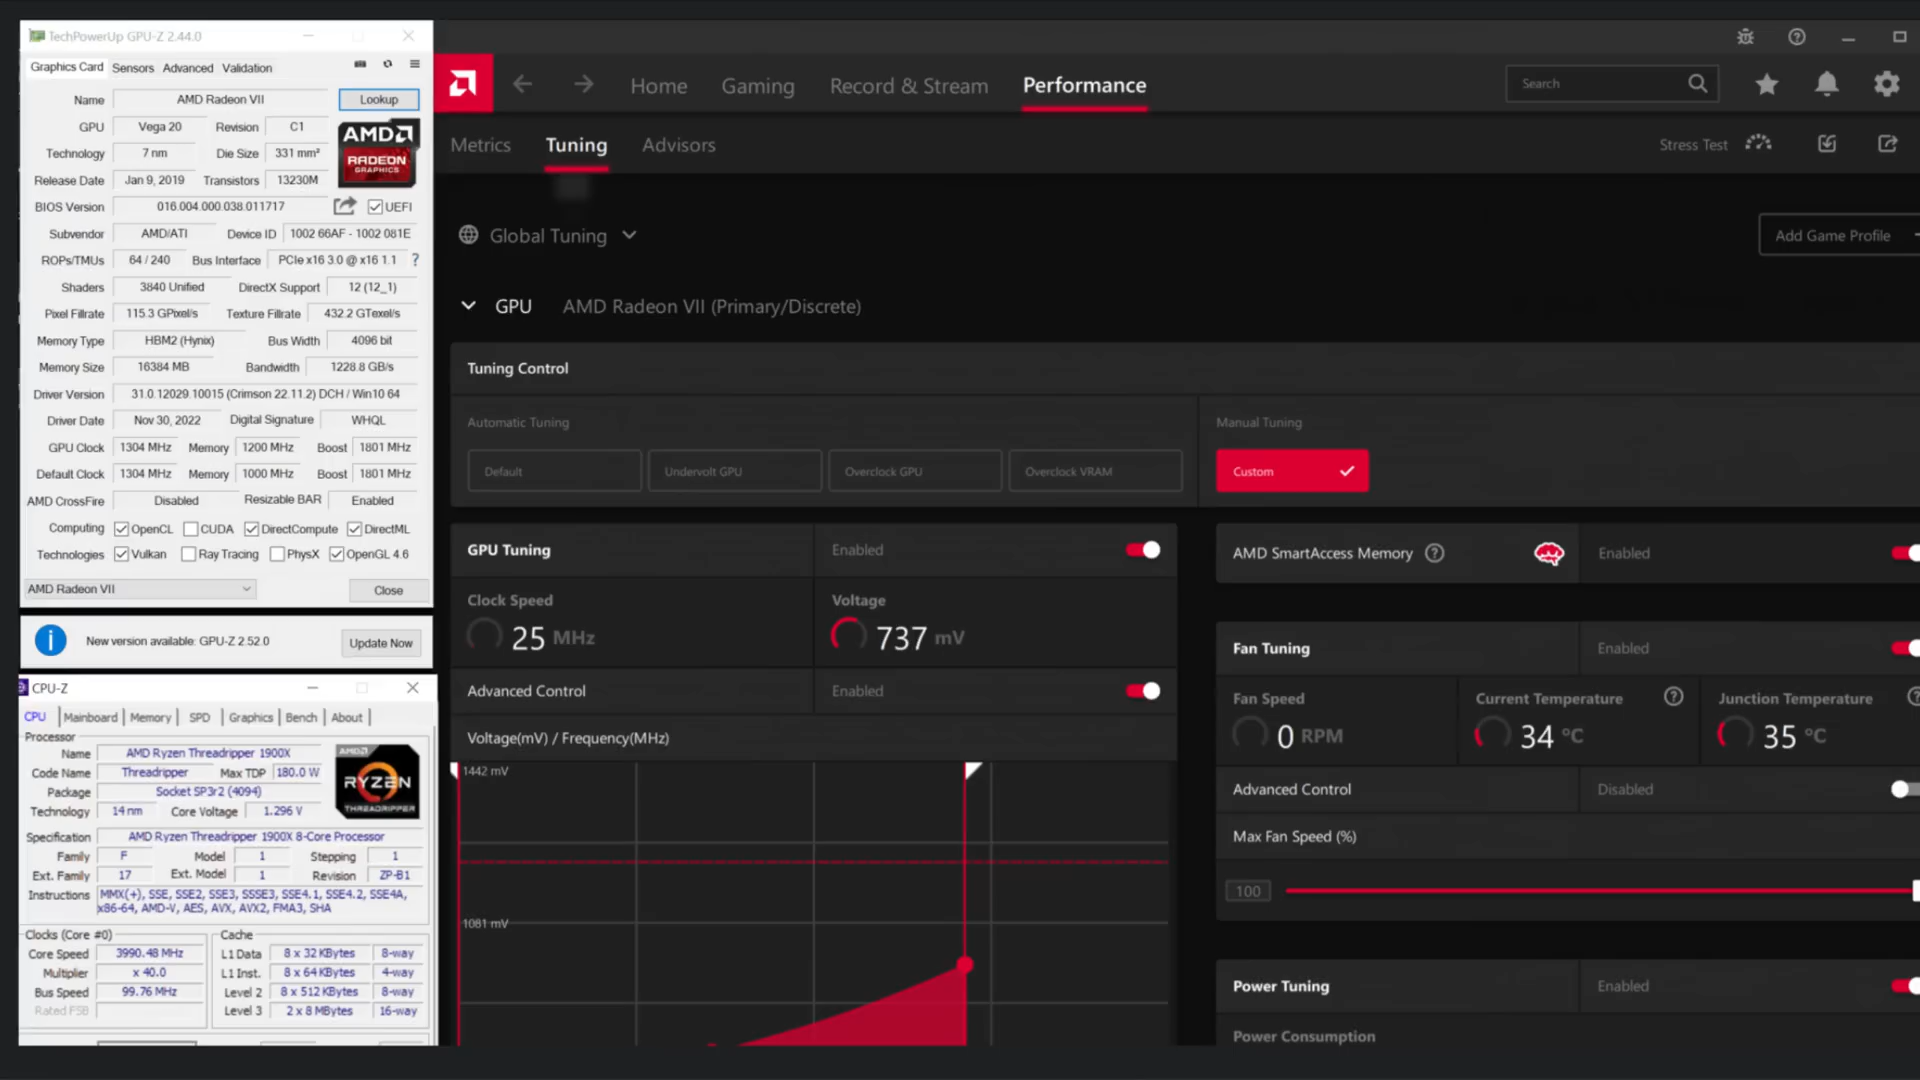 TechPowerUp GPU-Z 2.44.0
Graphics Card Sensors Advanced Validation
Name AMD Radeon VII Lookup
GPU Vega 20 Revision C1
Technology 7 nm Die Size 331 mm²
Release Date Jan 9, 2019 Transistors 13230M
BIOS Version 016.004.000.038.011717 UEFI
Subvendor AMD/ATI Device ID 1002 66AF - 1002 081E
ROPs/TMUs 64 / 240 Bus Interface PCIe x16 3.0 @ x16 1.1 ?
Shaders 3840 Unified DirectX Support 12 (12_1)
Pixel Fillrate 115.3 GPixel/s Texture Fillrate 432.2 GTexel/s
Memory Type HBM2 (Hynix) Bus Width 4096 bit
Memory Size 16384 MB Bandwidth 1228.8 GB/s
Driver Version 31.0.12029.10015 (Crimson 22.11.2) DCH / Win10 64
Driver Date Nov 30, 2022 Digital Signature WHQL
GPU Clock 1304 MHz Memory 1200 MHz Boost 1801 MHz
Default Clock 1304 MHz Memory 1000 MHz Boost 1801 MHz
AMD CrossFire Disabled Resizable BAR Enabled
Computing OpenCL CUDA DirectCompute DirectML
Technologies Vulkan Ray Tracing PhysX OpenGL 4.6
AMD Radeon VII Close
AMD
RADEON
GRAPHICS
New version available: GPU-Z 2.52.0 Update Now
CPU-Z
CPU Mainboard Memory SPD Graphics Bench About
Processor
Name AMD Ryzen Threadripper 1900X
Code Name Threadripper Max TDP 180.0 W
Package Socket SP3r2 (4094)
Technology 14 nm Core Voltage 1.296 V
Specification AMD Ryzen Threadripper 1900X 8-Core Processor
Family F Model 1 Stepping 1
Ext. Family 17 Ext. Model 1 Revision ZP-B1
Instructions MMX(+), SSE, SSE2, SSE3, SSSE3, SSE4.1, SSE4.2, SSE4A,
x86-64, AMD-V, AES, AVX, AVX2, FMA3, SHA
AMD
RYZEN
THREADRIPPER
Clocks (Core #0)
Core Speed 3990.48 MHz
Multiplier x 40.0
Bus Speed 99.76 MHz
Rated FSB
Cache
L1 Data 8 x 32 KBytes 8-way
L1 Inst. 8 x 64 KBytes 4-way
Level 2 8 x 512 KBytes 8-way
Level 3 2 x 8 MBytes 16-way
Home Gaming Record & Stream Performance Search
Metrics Tuning Advisors Stress Test
Global Tuning Add Game Profile
GPU AMD Radeon VII (Primary/Discrete)
Tuning Control
Automatic Tuning Manual Tuning
Default Undervolt GPU Overclock GPU Overclock VRAM Custom
GPU Tuning Enabled
Clock Speed Voltage
25 MHz 737 mV
Advanced Control Enabled
Voltage(mV) / Frequency(MHz)
1442 mV
1081 mV
AMD SmartAccess Memory ? Enabled
Fan Tuning Enabled
Fan Speed Current Temperature ? Junction Temperature ?
0 RPM 34 °C 35 °C
Advanced Control Disabled
Max Fan Speed (%)
100
Power Tuning Enabled
Power Consumption